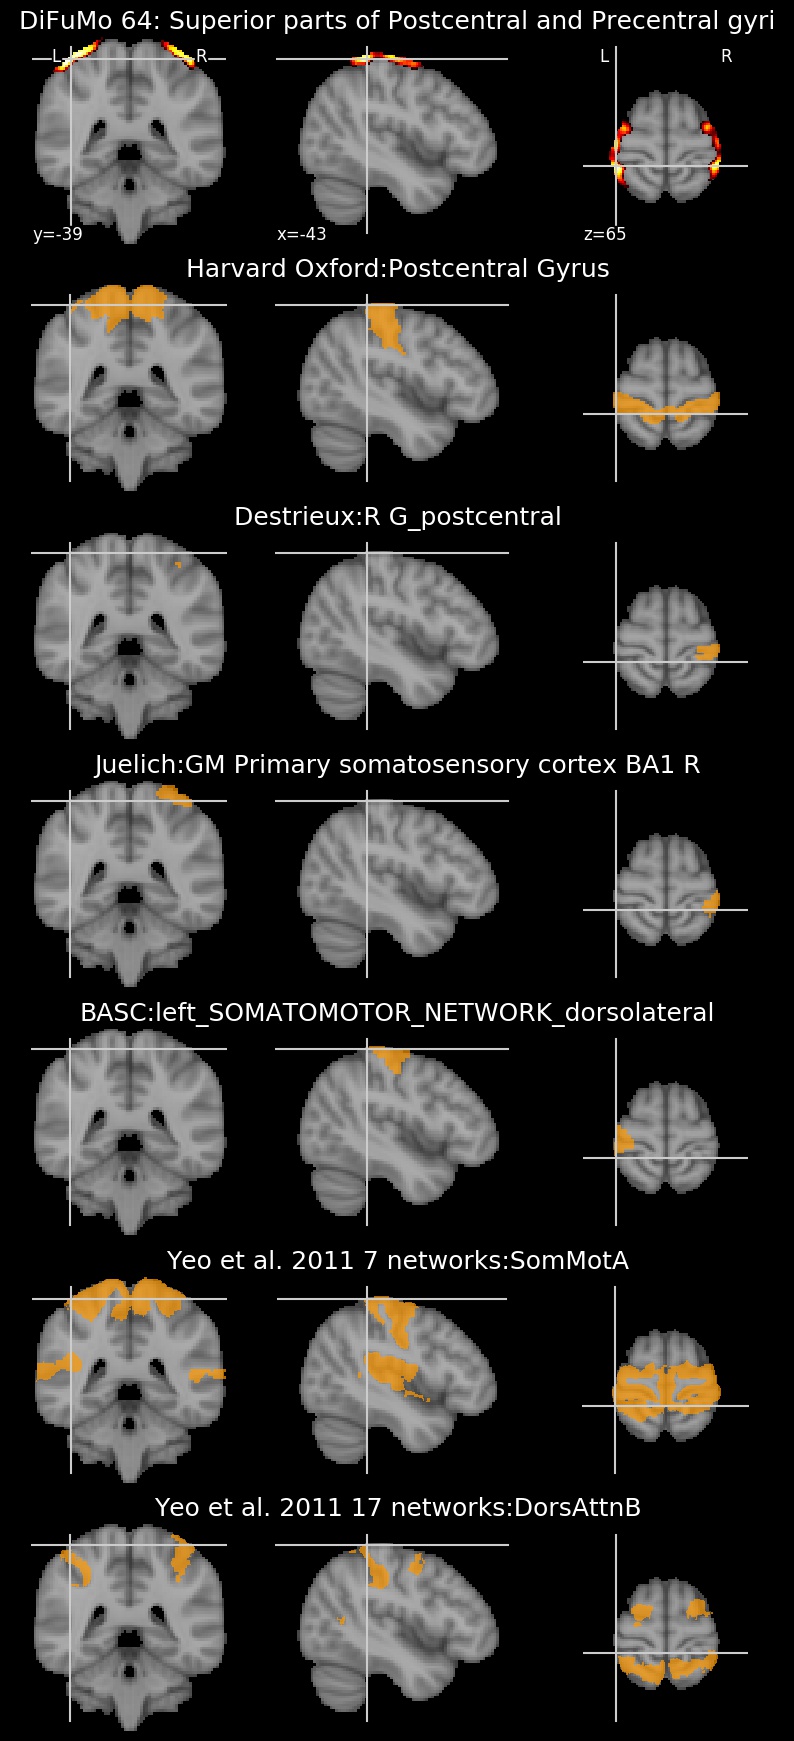 DiFuMo 64: Superior parts of Postcentral and Precentral gyri
L R L R
y=-39 x=-43 z=65
Harvard Oxford:Postcentral Gyrus
Destrieux:R G_postcentral
Juelich:GM Primary somatosensory cortex BA1 R
BASC:left_SOMATOMOTOR_NETWORK_dorsolateral
Yeo et al. 2011 7 networks:SomMotA
Yeo et al. 2011 17 networks:DorsAttnB